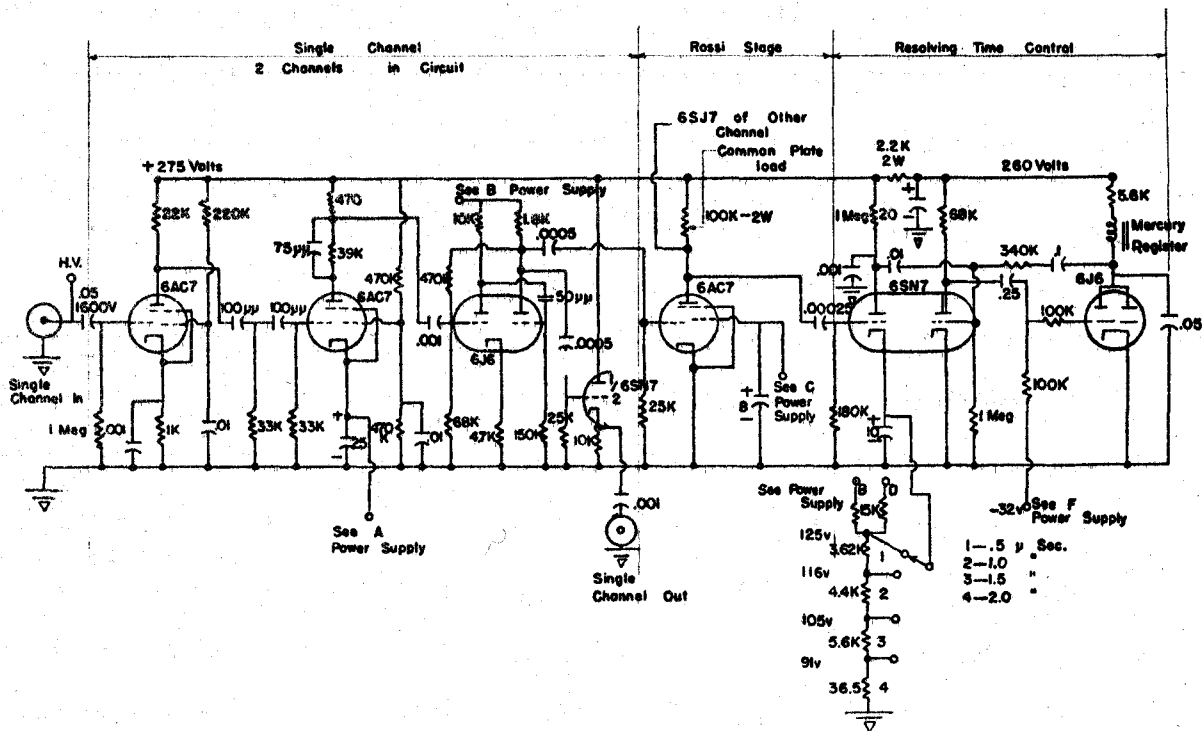 Single Channel
2 Channels in Circuit
Rossi Stage
Resolving Time Control
6SJ7 of Other
Channel
Common Plate
load
+ 275 Volts
See B Power Supply
2.2K
2W
260 Volts
22K
220K
470
10K
1.8K
.0005
100K-2W
1 Meg
20
68K
5.6K
Mercury
Register
75μμ
39K
470K
470K
.001
.01
340K
.1
H.V.
.05
1600V
6AC7
100μμ
100μμ
6AC7
.001
50μμ
6AC7
.00025
6SN7
.25
100K
6J6
.05
6J6
.0005
Single
Channel In
6SN7
2
See C
Power
Supply
100K
1 Meg
.001
1K
.01
33K
33K
+
25
-
470
K
.01
68K
4.7K
150K
25K
10K
25K
+
8
-
180K
+
10
-
1 Meg
See A
Power Supply
.001
Single
Channel Out
See Power
Supply
B
D
15K
-32v
See F
Power Supply
125v
3.62K
1
116v
4.4K
2
105v
5.6K
3
91v
36.5
4
1-.5 μ Sec.
2-1.0 "
3-1.5 "
4-2.0 "